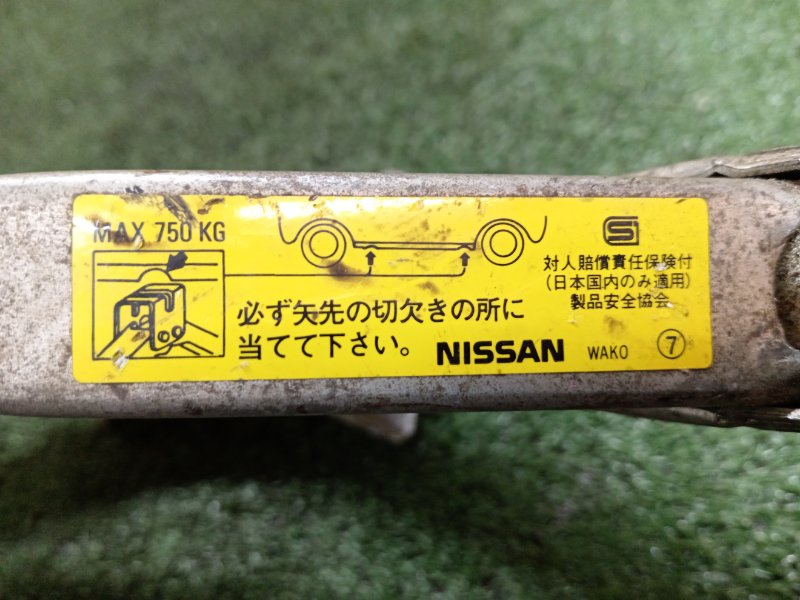 MAX 750 KG
必ず矢先の切欠きの所に
当てて下さい。
NISSAN
WAKO
⑦
S
対人賠償責任保険付
(日本国内のみ適用)
製品安全協会